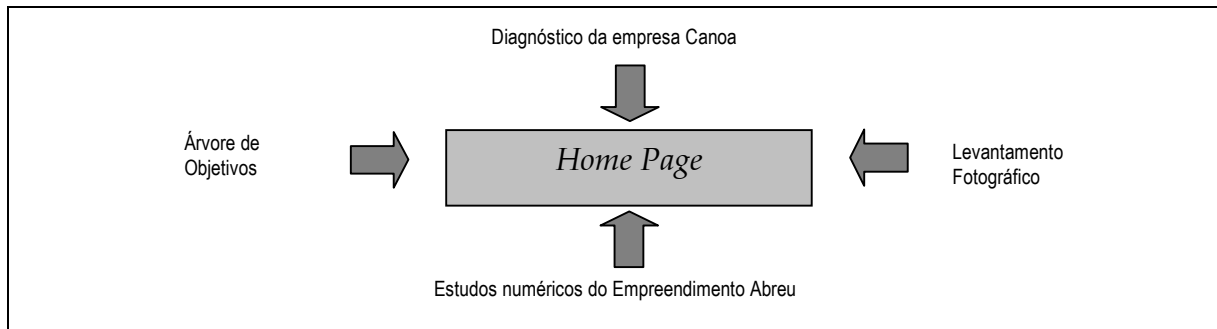 Diagnóstico da empresa Canoa
Árvore de
Objetivos
Home Page
Levantamento
Fotográfico
Estudos numéricos do Empreendimento Abreu